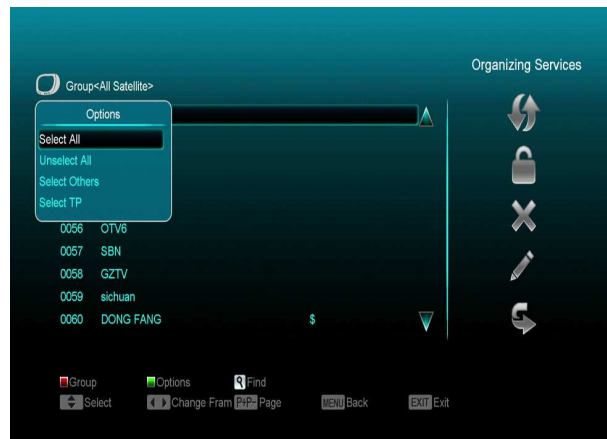 Organizing Services
Group<All Satellite>
Options
Select All
Unselect All
Select Others
Select TP
0056 OTV6
0057 SBN
0058 GZTV
0059 sichuan
0060 DONG FANG $
Group Options Find
Select Change Fram P+P- Page MENU Back EXIT Exit